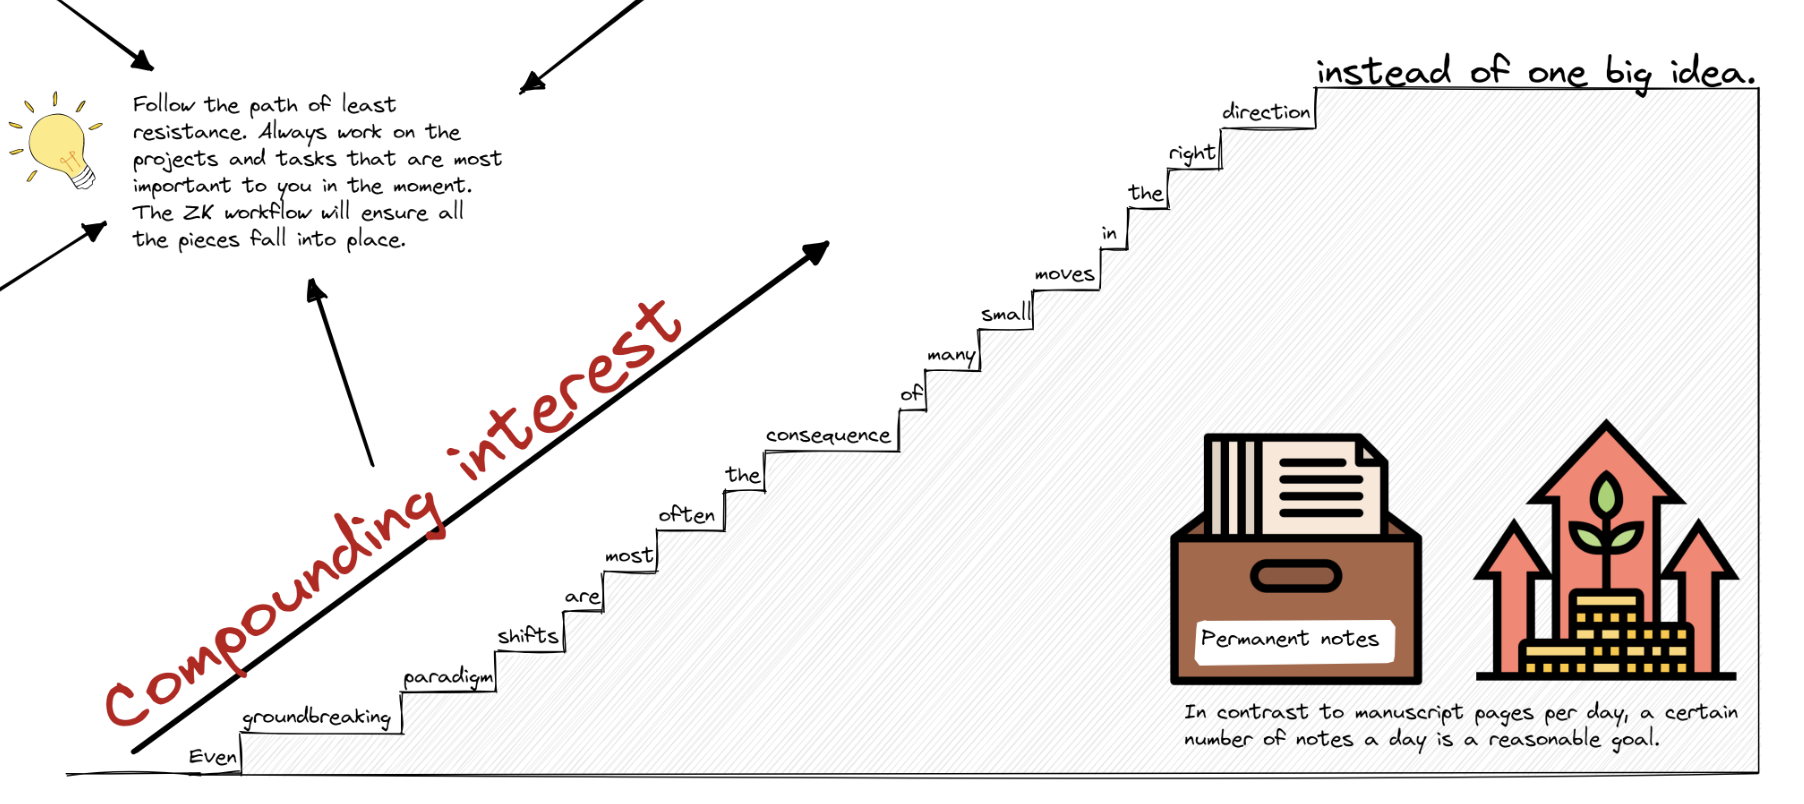 Follow the path of least
resistance. Always work on the
projects and tasks that are most
important to you in the moment.
The ZK workflow will ensure all
the pieces fall into place.
Compounding interest
Even
groundbreaking
paradigm
shifts
are
most
often
the
consequence
of
many
small
moves
in
the
right
direction
instead of one big idea.
Permanent notes
In contrast to manuscript pages per day, a certain
number of notes a day is a reasonable goal.